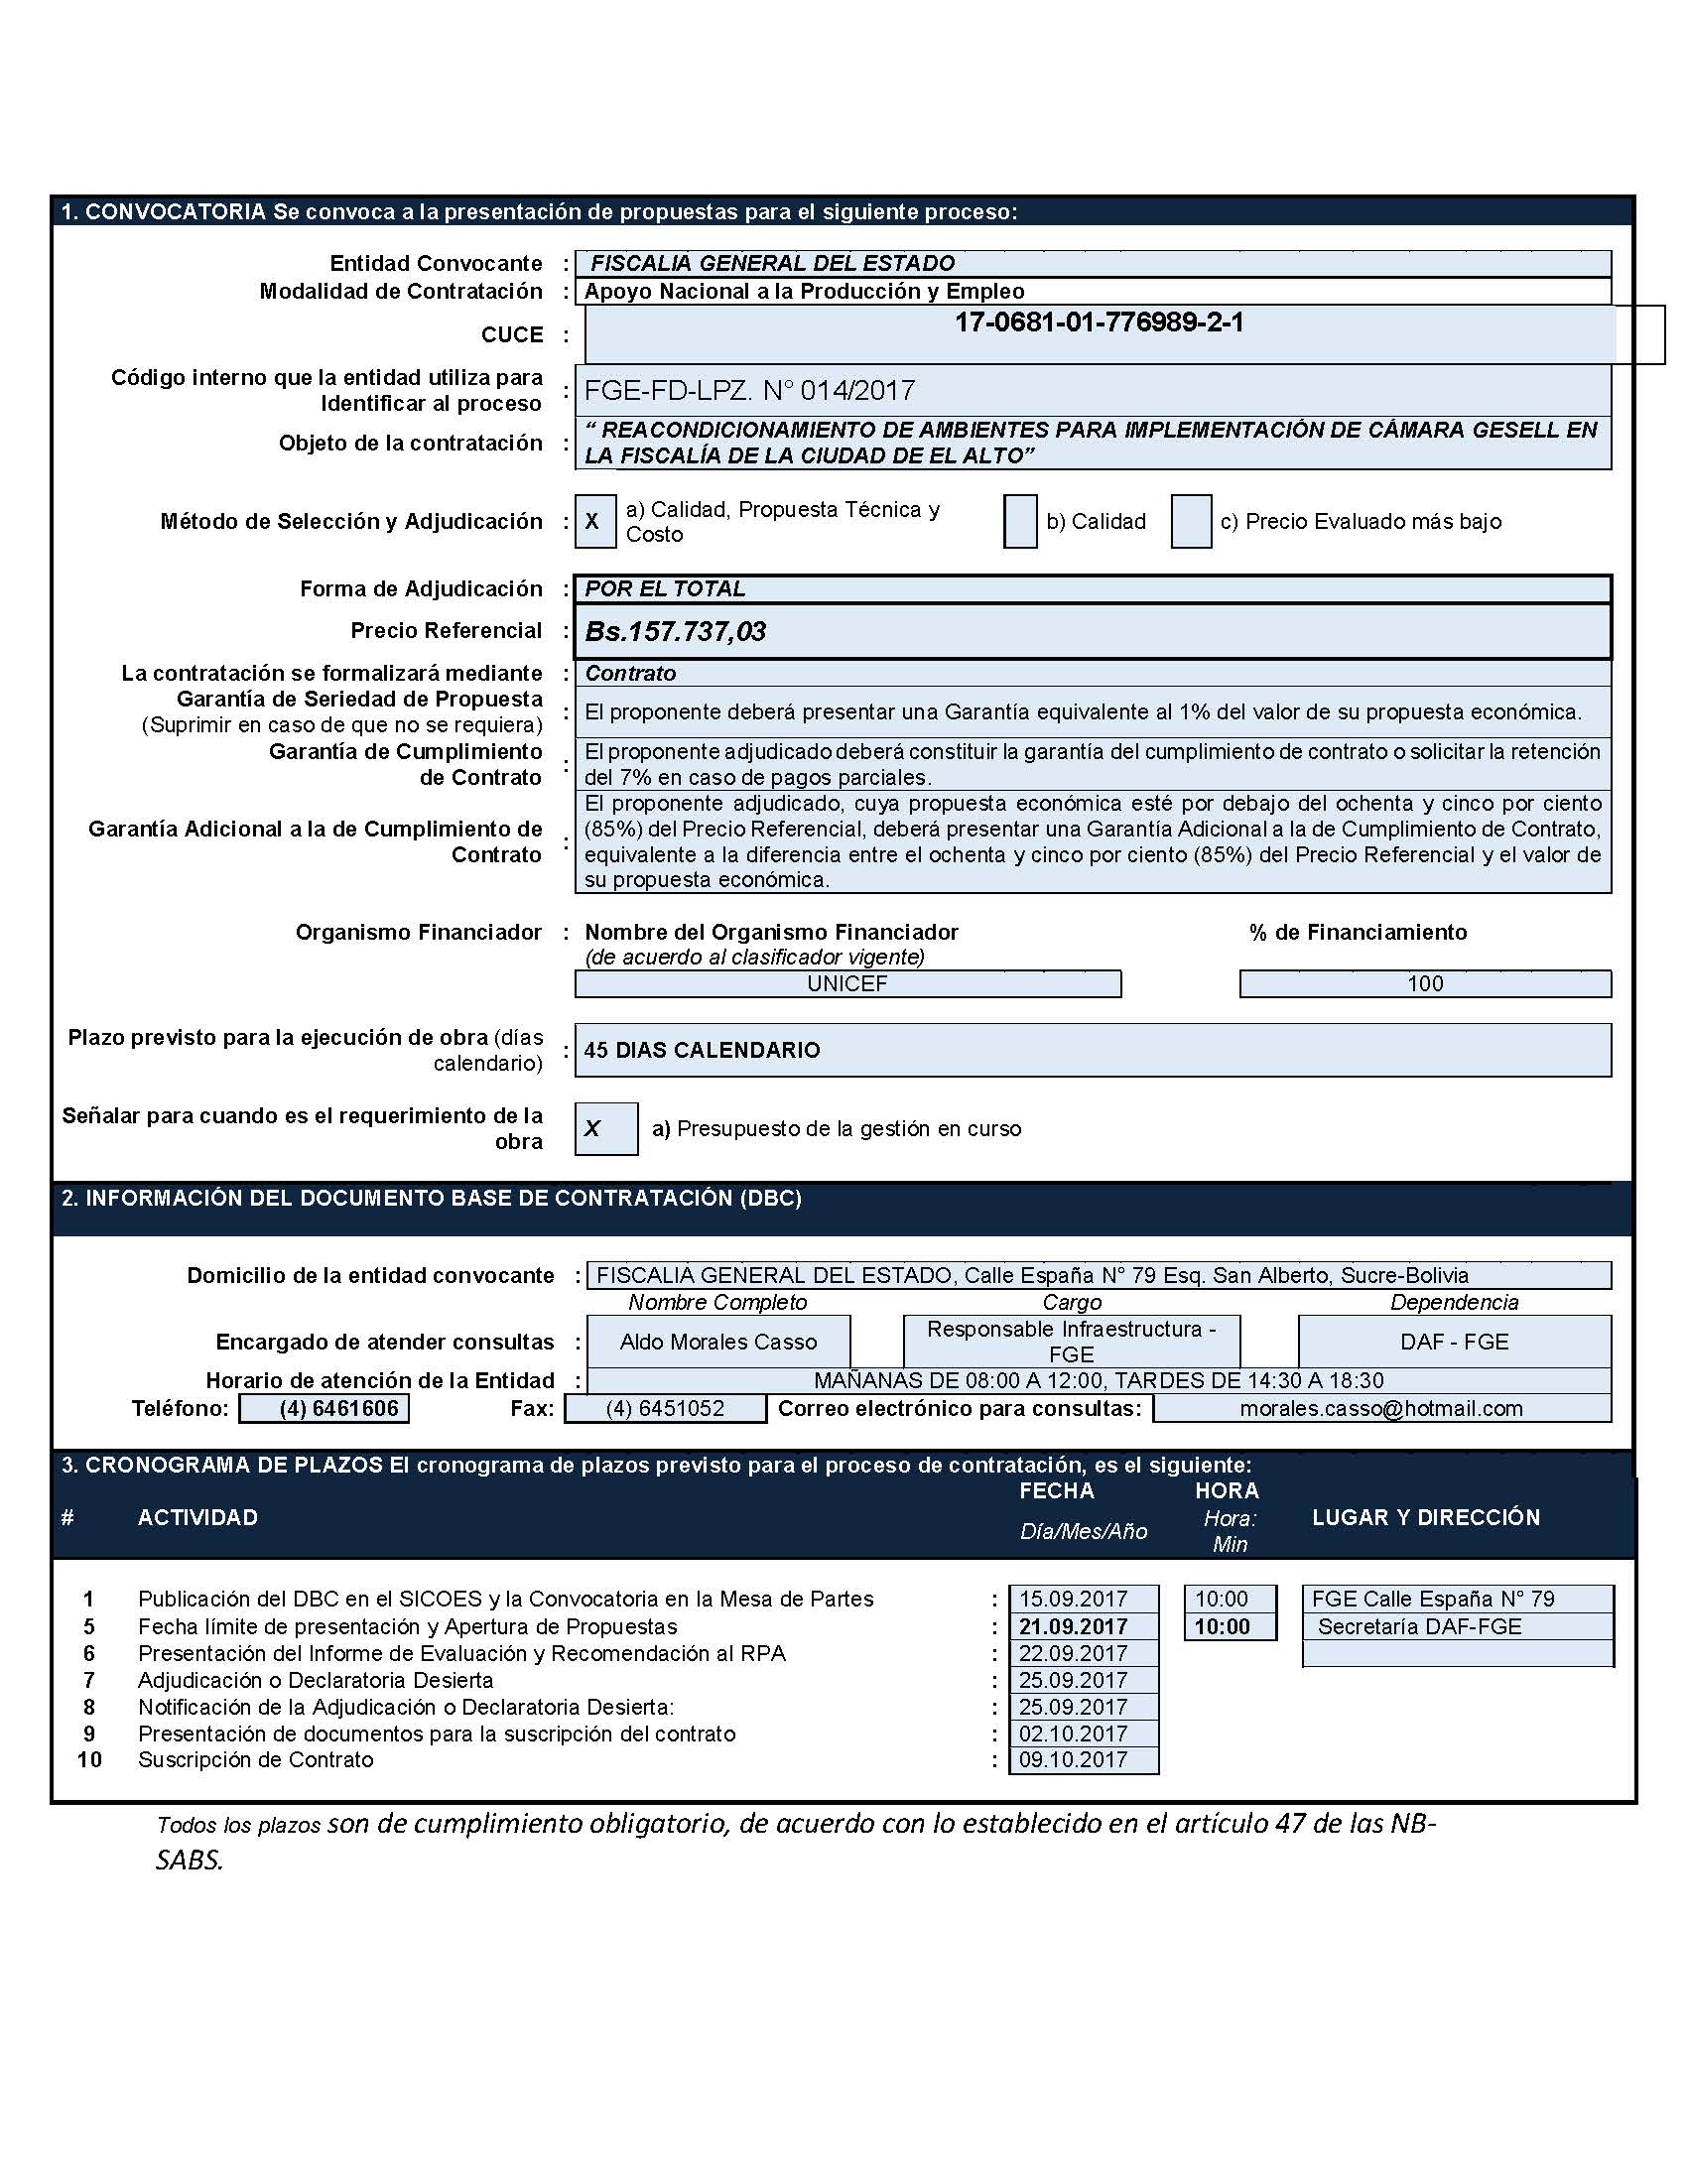 1. CONVOCATORIA Se convoca a la presentación de propuestas para el siguiente proceso:
Entidad Convocante : FISCALIA GENERAL DEL ESTADO
Modalidad de Contratación : Apoyo Nacional a la Producción y Empleo
CUCE : 17-0681-01-776989-2-1
Código interno que la entidad utiliza para
Identificar al proceso : FGE-FD-LPZ. N° 014/2017
Objeto de la contratación : “ REACONDICIONAMIENTO DE AMBIENTES PARA IMPLEMENTACIÓN DE CÁMARA GESELL EN
LA FISCALÍA DE LA CIUDAD DE EL ALTO”
Método de Selección y Adjudicación : X a) Calidad, Propuesta Técnica y
Costo
b) Calidad c) Precio Evaluado más bajo
Forma de Adjudicación : POR EL TOTAL
Precio Referencial : Bs.157.737,03
La contratación se formalizará mediante : Contrato
Garantía de Seriedad de Propuesta
(Suprimir en caso de que no se requiera) : El proponente deberá presentar una Garantía equivalente al 1% del valor de su propuesta económica.
Garantía de Cumplimiento
de Contrato : El proponente adjudicado deberá constituir la garantía del cumplimiento de contrato o solicitar la retención
del 7% en caso de pagos parciales.
Garantía Adicional a la de Cumplimiento de
Contrato : El proponente adjudicado, cuya propuesta económica esté por debajo del ochenta y cinco por ciento
(85%) del Precio Referencial, deberá presentar una Garantía Adicional a la de Cumplimiento de Contrato,
equivalente a la diferencia entre el ochenta y cinco por ciento (85%) del Precio Referencial y el valor de
su propuesta económica.
Organismo Financiador : Nombre del Organismo Financiador % de Financiamiento
(de acuerdo al clasificador vigente)
UNICEF 100
Plazo previsto para la ejecución de obra (días
calendario) : 45 DIAS CALENDARIO
Señalar para cuando es el requerimiento de la
obra X a) Presupuesto de la gestión en curso
2. INFORMACIÓN DEL DOCUMENTO BASE DE CONTRATACIÓN (DBC)
Domicilio de la entidad convocante : FISCALIA GENERAL DEL ESTADO, Calle España N° 79 Esq. San Alberto, Sucre-Bolivia
Nombre Completo Cargo Dependencia
Encargado de atender consultas : Aldo Morales Casso Responsable Infraestructura -
FGE DAF - FGE
Horario de atención de la Entidad : MAÑANAS DE 08:00 A 12:00, TARDES DE 14:30 A 18:30
Teléfono: (4) 6461606 Fax: (4) 6451052 Correo electrónico para consultas: morales.casso@hotmail.com
3. CRONOGRAMA DE PLAZOS El cronograma de plazos previsto para el proceso de contratación, es el siguiente:
# ACTIVIDAD FECHA HORA LUGAR Y DIRECCIÓN
Día/Mes/Año Hora:
Min
1 Publicación del DBC en el SICOES y la Convocatoria en la Mesa de Partes : 15.09.2017 10:00 FGE Calle España N° 79
5 Fecha límite de presentación y Apertura de Propuestas : 21.09.2017 10:00 Secretaría DAF-FGE
6 Presentación del Informe de Evaluación y Recomendación al RPA : 22.09.2017
7 Adjudicación o Declaratoria Desierta : 25.09.2017
8 Notificación de la Adjudicación o Declaratoria Desierta: : 25.09.2017
9 Presentación de documentos para la suscripción del contrato : 02.10.2017
10 Suscripción de Contrato : 09.10.2017
Todos los plazos son de cumplimiento obligatorio, de acuerdo con lo establecido en el artículo 47 de las NB-
SABS.